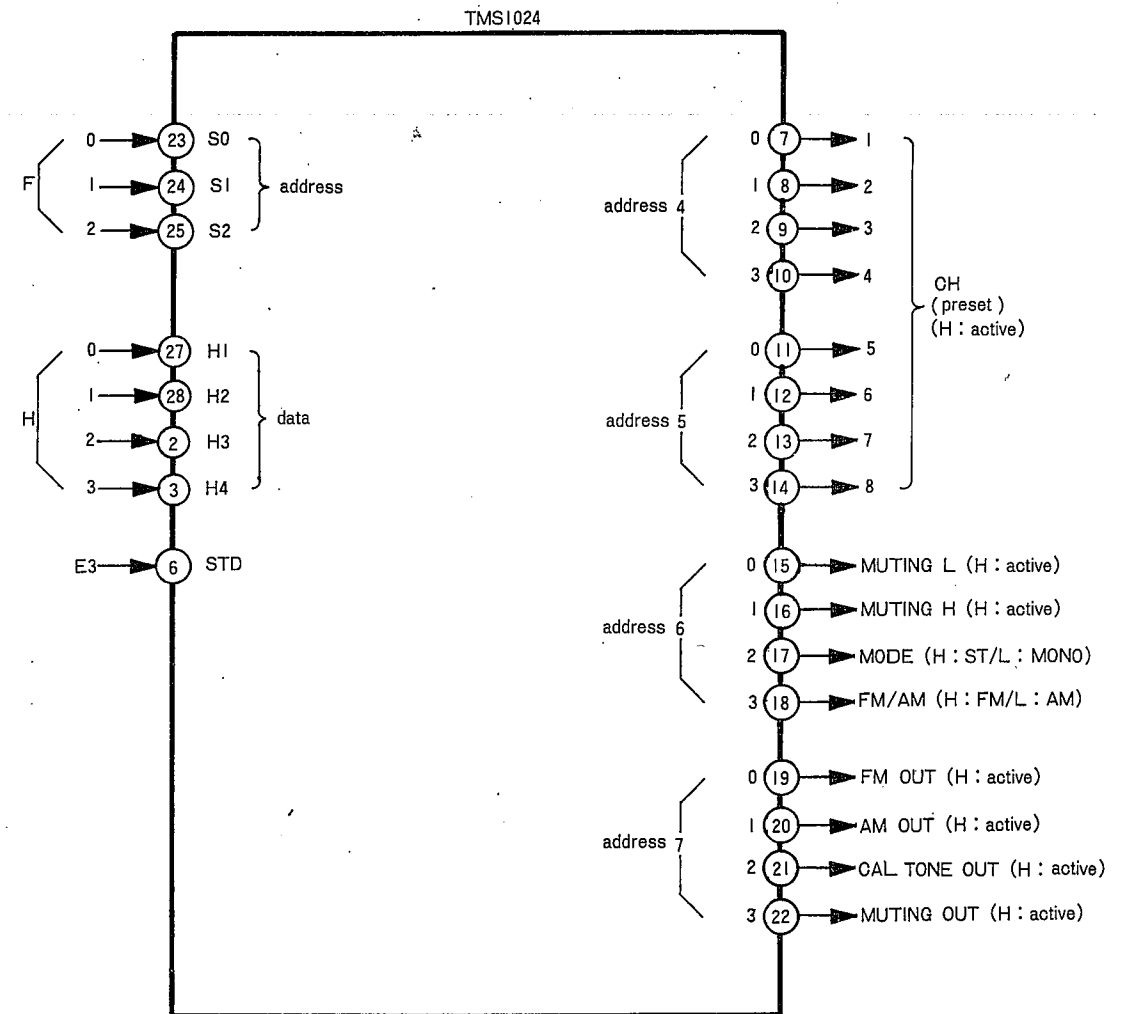 TMS1024
F
0 23 S0
1 24 S1
2 25 S2
address
H
0 27 H1
1 28 H2
2 2 H3
3 3 H4
data
E3 6 STD
address 4
0 7 1
1 8 2
2 9 3
3 10 4
address 5
0 11 5
1 12 6
2 13 7
3 14 8
CH
(preset)
(H : active)
address 6
0 15 MUTING L (H : active)
1 16 MUTING H (H : active)
2 17 MODE (H : ST/L : MONO)
3 18 FM/AM (H : FM/L : AM)
address 7
0 19 FM OUT (H : active)
1 20 AM OUT (H : active)
2 21 CAL TONE OUT (H : active)
3 22 MUTING OUT (H : active)